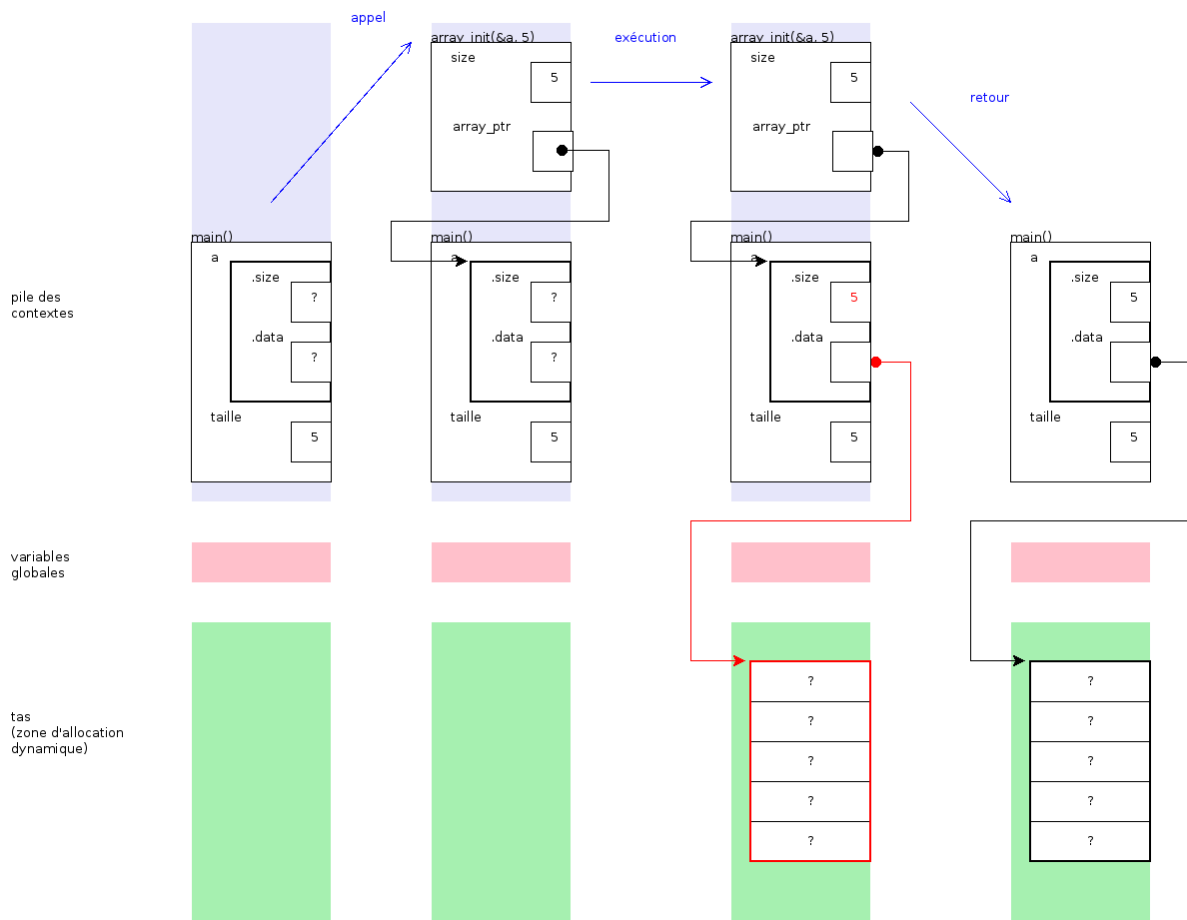 appel
array_init(&a, 5)
exécution
array_init(&a, 5)
size
5
size
5
retour
array_ptr
array_ptr
main()
main()
main()
main()
a
a
a
a
.size
?
.size
?
.size
5
.size
5
pile des
contextes
.data
?
.data
?
.data
.data
taille
5
taille
5
taille
5
taille
5
variables
globales
?
?
tas
(zone d'allocation
dynamique)
?
?
?
?
?
?
?
?